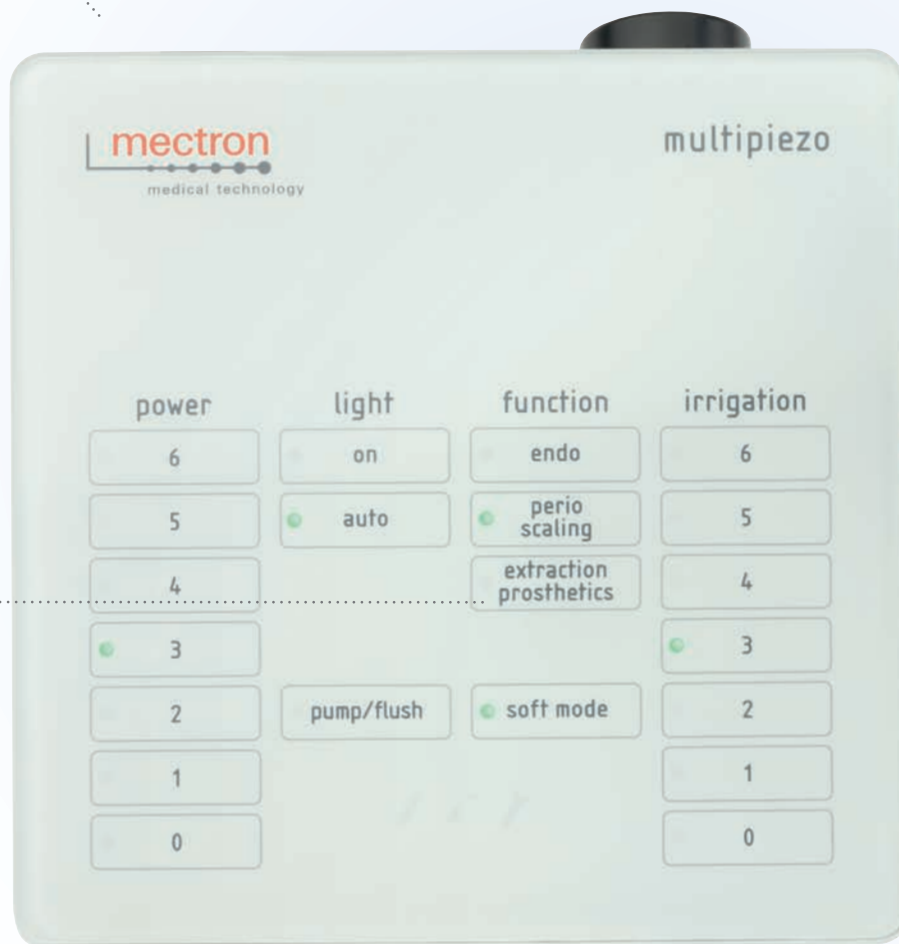 mectron
medical technology
multipiezo
power
6
5
4
3
2
1
0
light
on
auto
pump/flush
function
endo
perio
scaling
extraction
prosthetics
soft mode
irrigation
6
5
4
3
2
1
0